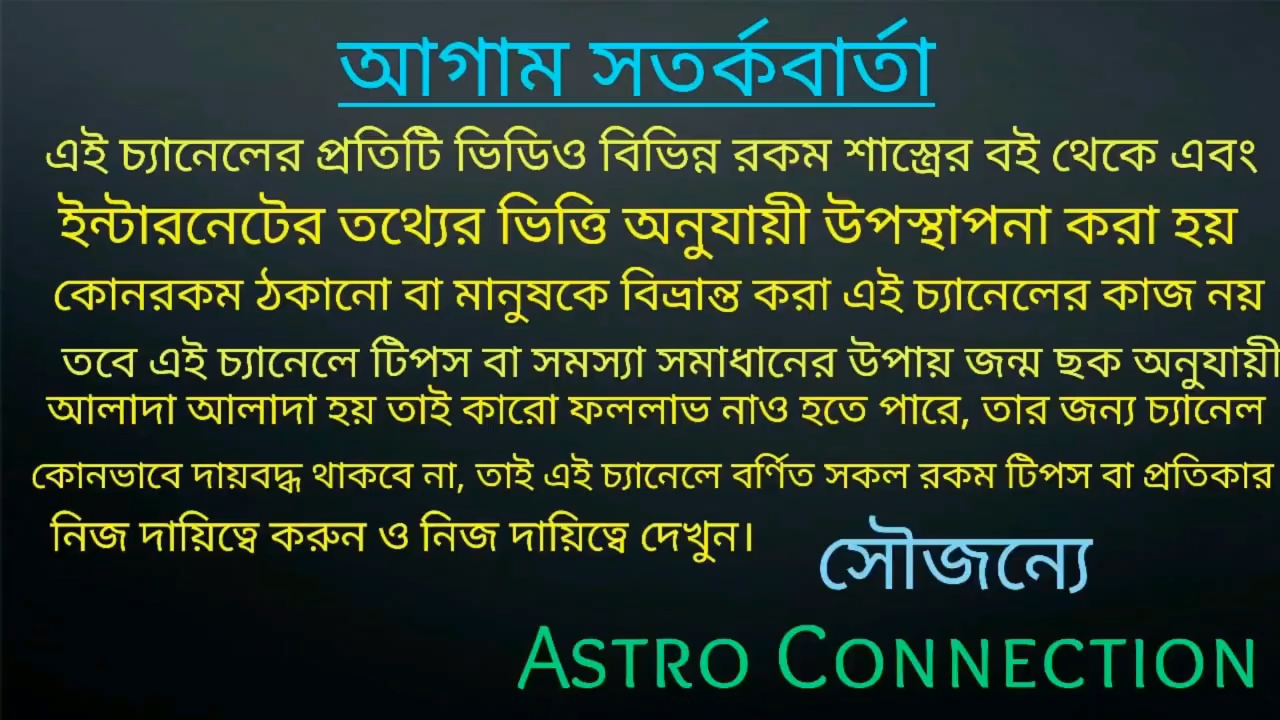 আগাম সতর্কবার্তা
এই চ্যানেলের প্রতিটি ভিডিও বিভিন্ন রকম শাস্ত্রের বই থেকে এবং
ইন্টারনেটের তথ্যের ভিত্তি অনুযায়ী উপস্থাপনা করা হয়
কোনরকম ঠকানো বা মানুষকে বিভ্রান্ত করা এই চ্যানেলের কাজ নয়
তবে এই চ্যানেলে টিপস বা সমস্যা সমাধানের উপায় জন্ম ছক অনুযায়ী
আলাদা আলাদা হয় তাই কারো ফললাভ নাও হতে পারে, তার জন্য চ্যানেল
কোনভাবে দায়বদ্ধ থাকবে না, তাই এই চ্যানেলে বর্ণিত সকল রকম টিপস বা প্রতিকার
নিজ দায়িত্বে করুন ও নিজ দায়িত্বে দেখুন।
সৌজন্যে
ASTRO CONNECTION